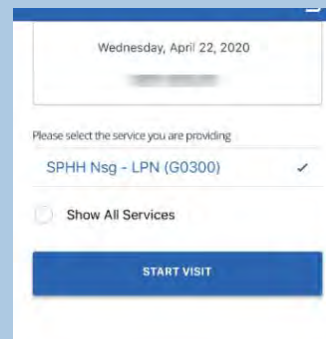 Wednesday, April 22, 2020
Please select the service you are providing
SPHH Nsg - LPN (G0300)
Show All Services
START VISIT